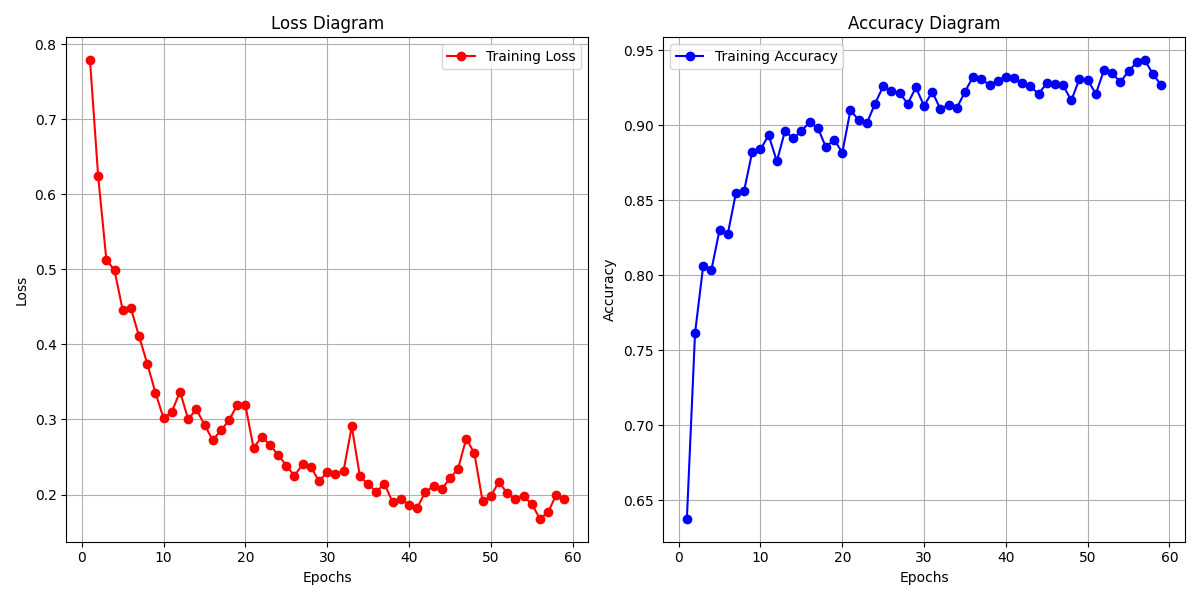 Loss Diagram
Training Loss
0.8
0.7
0.6
0.5
0.4
0.3
0.2
Loss
0 10 20 30 40 50 60
Epochs
Accuracy Diagram
Training Accuracy
0.95
0.90
0.85
0.80
0.75
0.70
0.65
Accuracy
0 10 20 30 40 50 60
Epochs